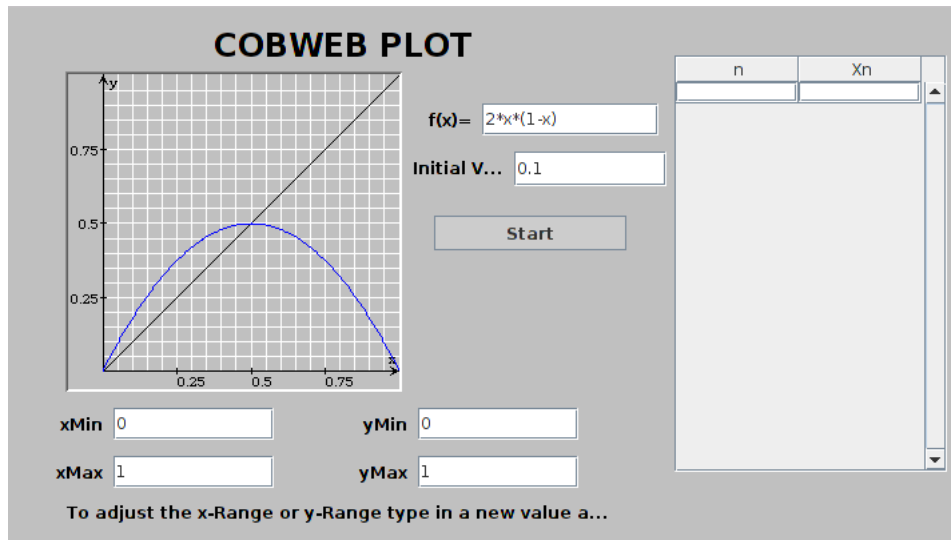 COBWEB PLOT
n Xn
y
0.75
0.5
0.25
x
0.25 0.5 0.75
f(x)= 2*x*(1-x)
Initial V... 0.1
Start
xMin 0 yMin 0
xMax 1 yMax 1
To adjust the x-Range or y-Range type in a new value a...